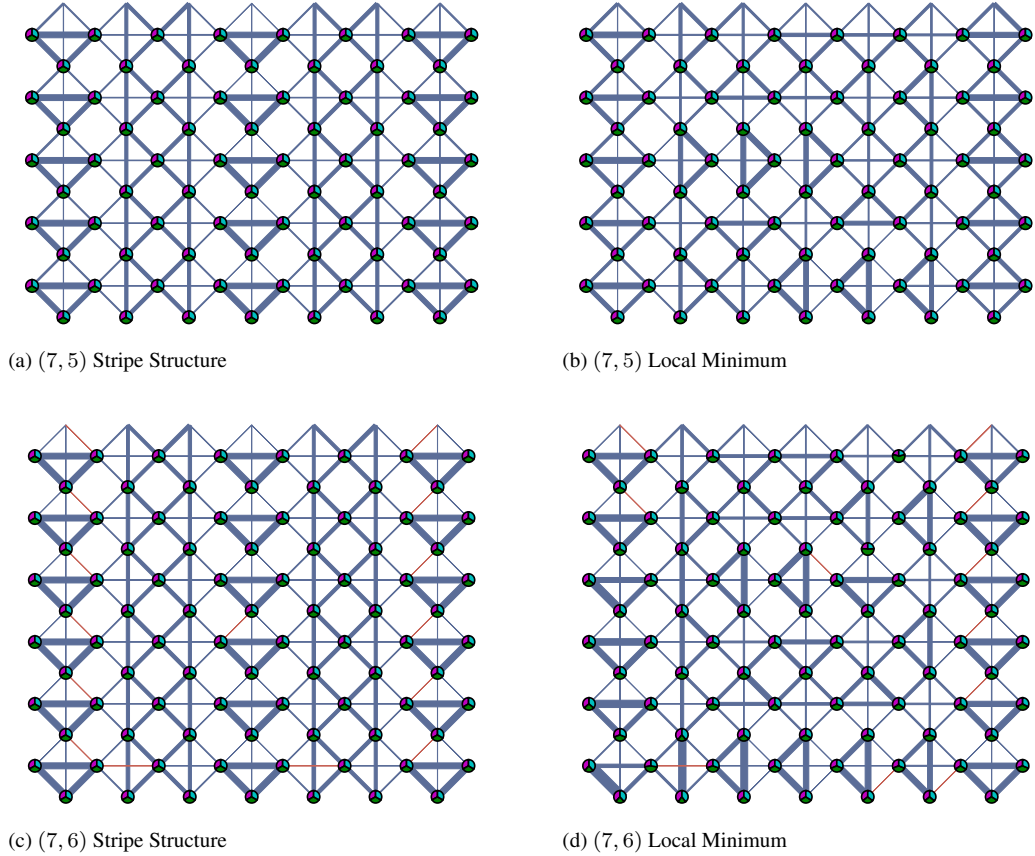 (a) (7, 5) Stripe Structure
(b) (7, 5) Local Minimum
(c) (7, 6) Stripe Structure
(d) (7, 6) Local Minimum